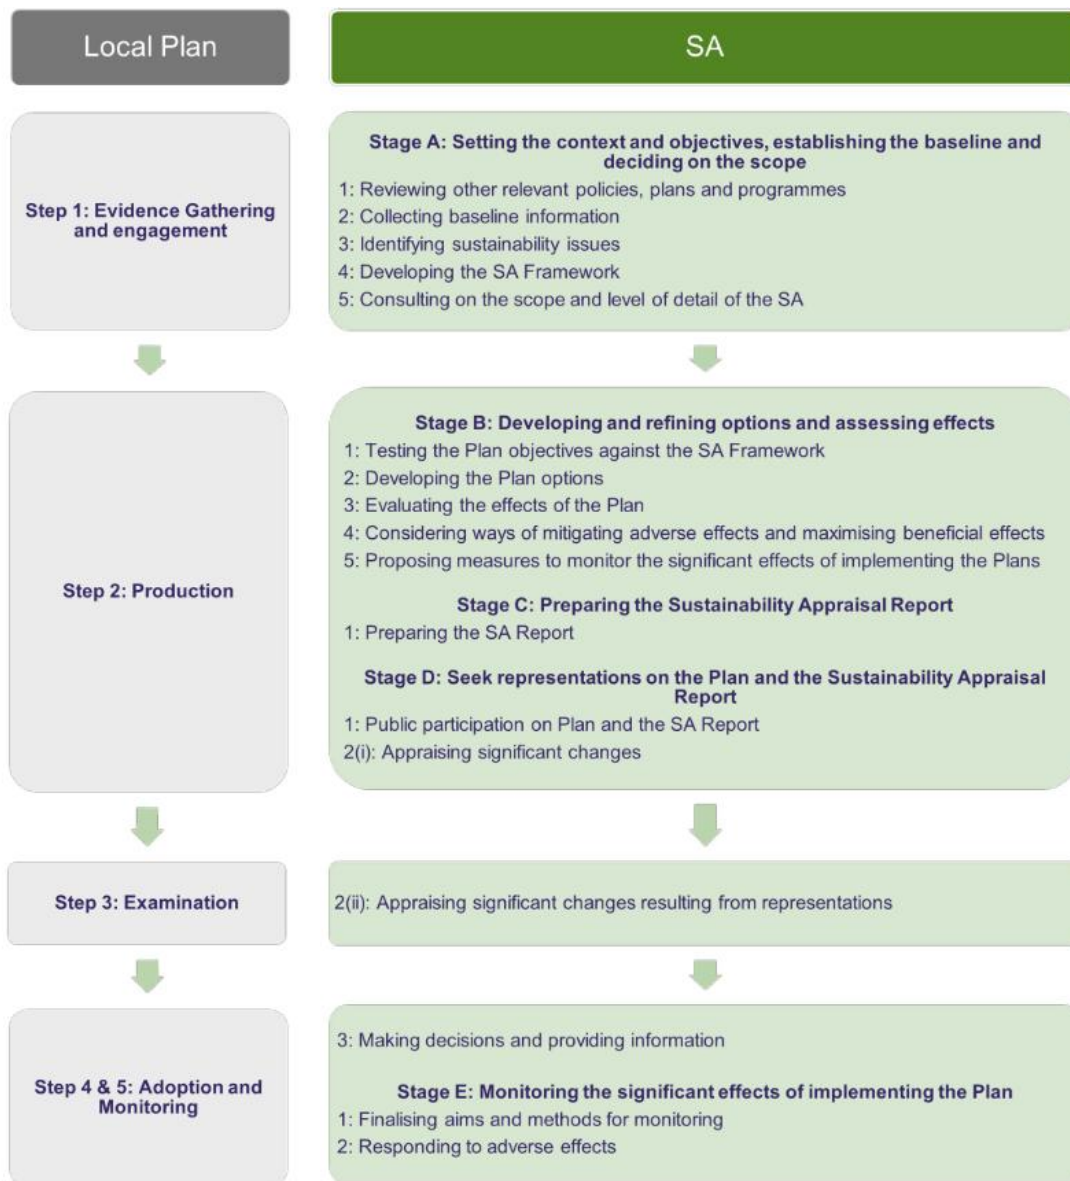 Local Plan
SA
Step 1: Evidence Gathering
and engagement
Stage A: Setting the context and objectives, establishing the baseline and
deciding on the scope
1: Reviewing other relevant policies, plans and programmes
2: Collecting baseline information
3: Identifying sustainability issues
4: Developing the SA Framework
5: Consulting on the scope and level of detail of the SA
Step 2: Production
Stage B: Developing and refining options and assessing effects
1: Testing the Plan objectives against the SA Framework
2: Developing the Plan options
3: Evaluating the effects of the Plan
4: Considering ways of mitigating adverse effects and maximising beneficial effects
5: Proposing measures to monitor the significant effects of implementing the Plans
Stage C: Preparing the Sustainability Appraisal Report
1: Preparing the SA Report
Stage D: Seek representations on the Plan and the Sustainability Appraisal
Report
1: Public participation on Plan and the SA Report
2(i): Appraising significant changes
Step 3: Examination
2(ii): Appraising significant changes resulting from representations
Step 4 & 5: Adoption and
Monitoring
3: Making decisions and providing information
Stage E: Monitoring the significant effects of implementing the Plan
1: Finalising aims and methods for monitoring
2: Responding to adverse effects